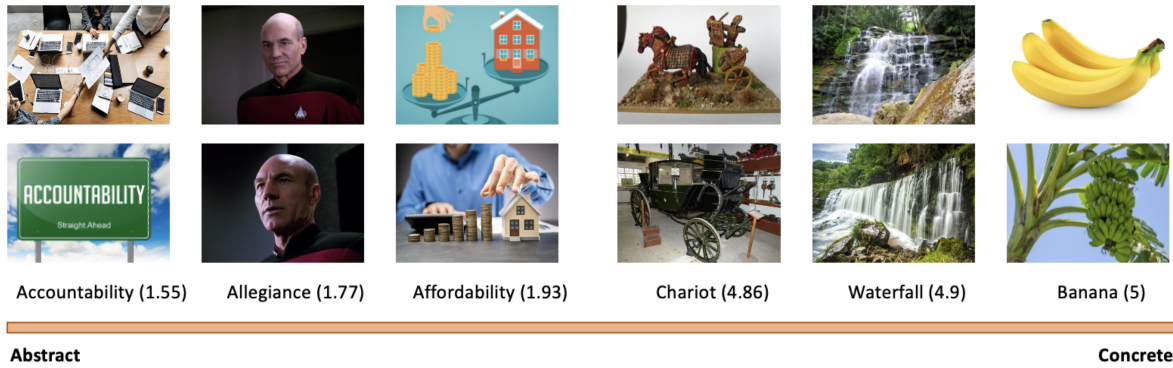 ACCOUNTABILITY
Straight Ahead
Accountability (1.55)
Allegiance (1.77)
Affordability (1.93)
Chariot (4.86)
Waterfall (4.9)
Banana (5)
Abstract
Concrete